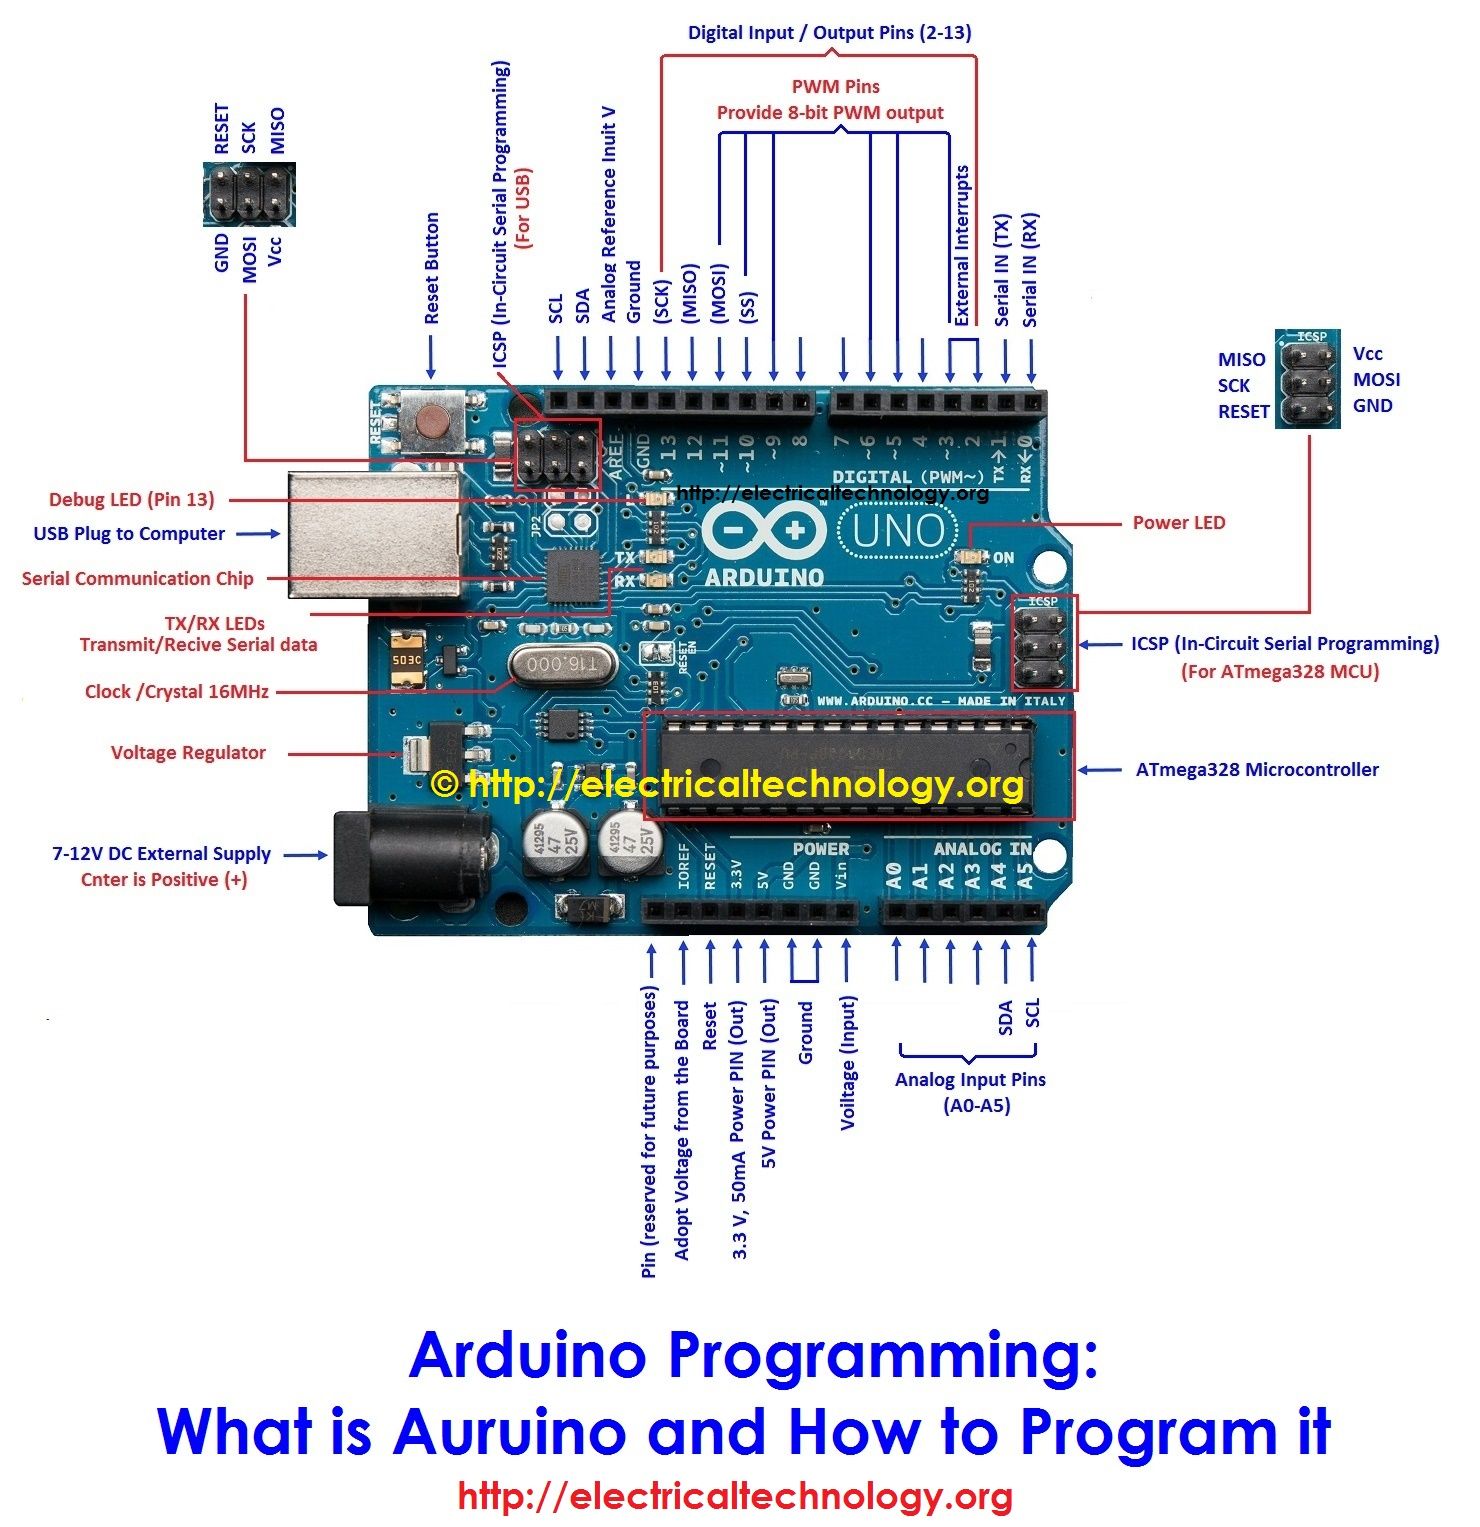 Digital Input / Output Pins (2-13)
PWM Pins
Provide 8-bit PWM output
RESET
SCK
MISO
GND
MOSI
Vcc
Reset Button
ICSP (In-Circuit Serial Programming)
(For USB)
SCL
SDA
Analog Reference Inuit V
Ground
(SCK)
(MISO)
(MOSI)
(SS)
External Interrupts
Serial IN (TX)
Serial IN (RX)
ICSP
MISO
SCK
RESET
Vcc
MOSI
GND
RESET
AREF
GND
13
12
~11
~10
~9
8
7
~6
~5
4
~3
2
TX→1
RX←0
DIGITAL (PWM~)
http://electricaltechnology.org
Debug LED (Pin 13)
USB Plug to Computer
Serial Communication Chip
TX/RX LEDs
Transmit/Recive Serial data
Clock /Crystal 16MHz
Voltage Regulator
7-12V DC External Supply
Cnter is Positive (+)
JP2
TX
RX
UNO
ARDUINO
ON
Power LED
ICSP
ICSP (In-Circuit Serial Programming)
(For ATmega328 MCU)
RESET
EN
T16.000
503C
WWW.ARDUINO.CC – MADE IN ITALY
© http://electricaltechnology.org
ATmega328 Microcontroller
41295
47
25V
41295
47
25V
M7
POWER
ANALOG IN
IOREF
RESET
3.3V
5V
GND
GND
Vin
A0
A1
A2
A3
A4
A5
Pin (reserved for future purposes)
Adopt Voltage from the Board
Reset
3.3 V, 50mA Power PIN (Out)
5V Power PIN (Out)
Ground
Voiltage (Input)
SDA
SCL
Analog Input Pins
(A0-A5)
Arduino Programming:
What is Auruino and How to Program it
http://electricaltechnology.org